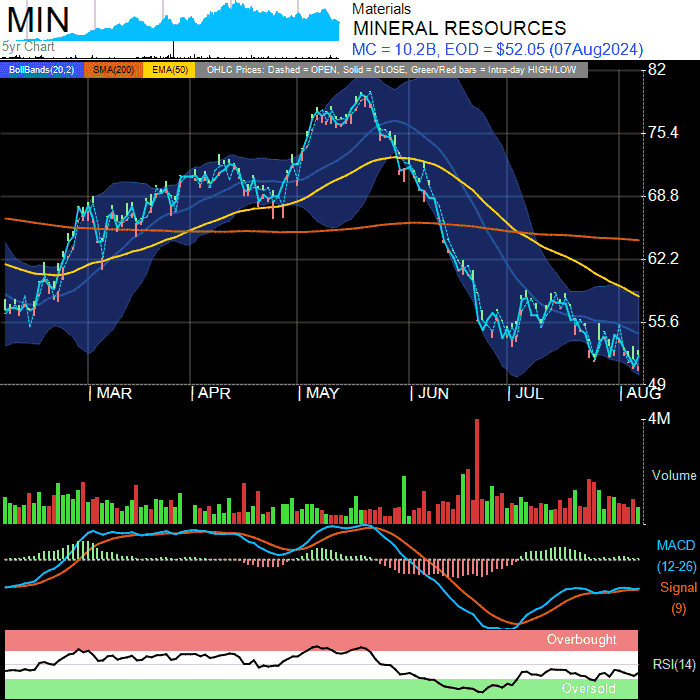 MIN
5yr Chart
Materials
MINERAL RESOURCES
MC = 10.2B, EOD = $52.05 (07Aug2024)
BollBands(20,2) SMA(200) EMA(50) OHLC Prices: Dashed = OPEN, Solid = CLOSE, Green/Red bars = Intra-day HIGH/LOW
82
75.4
68.8
62.2
55.6
49
MAR APR MAY JUN JUL AUG
4M
Volume
MACD
(12-26)
Signal
(9)
Overbought
RSI(14)
Oversold